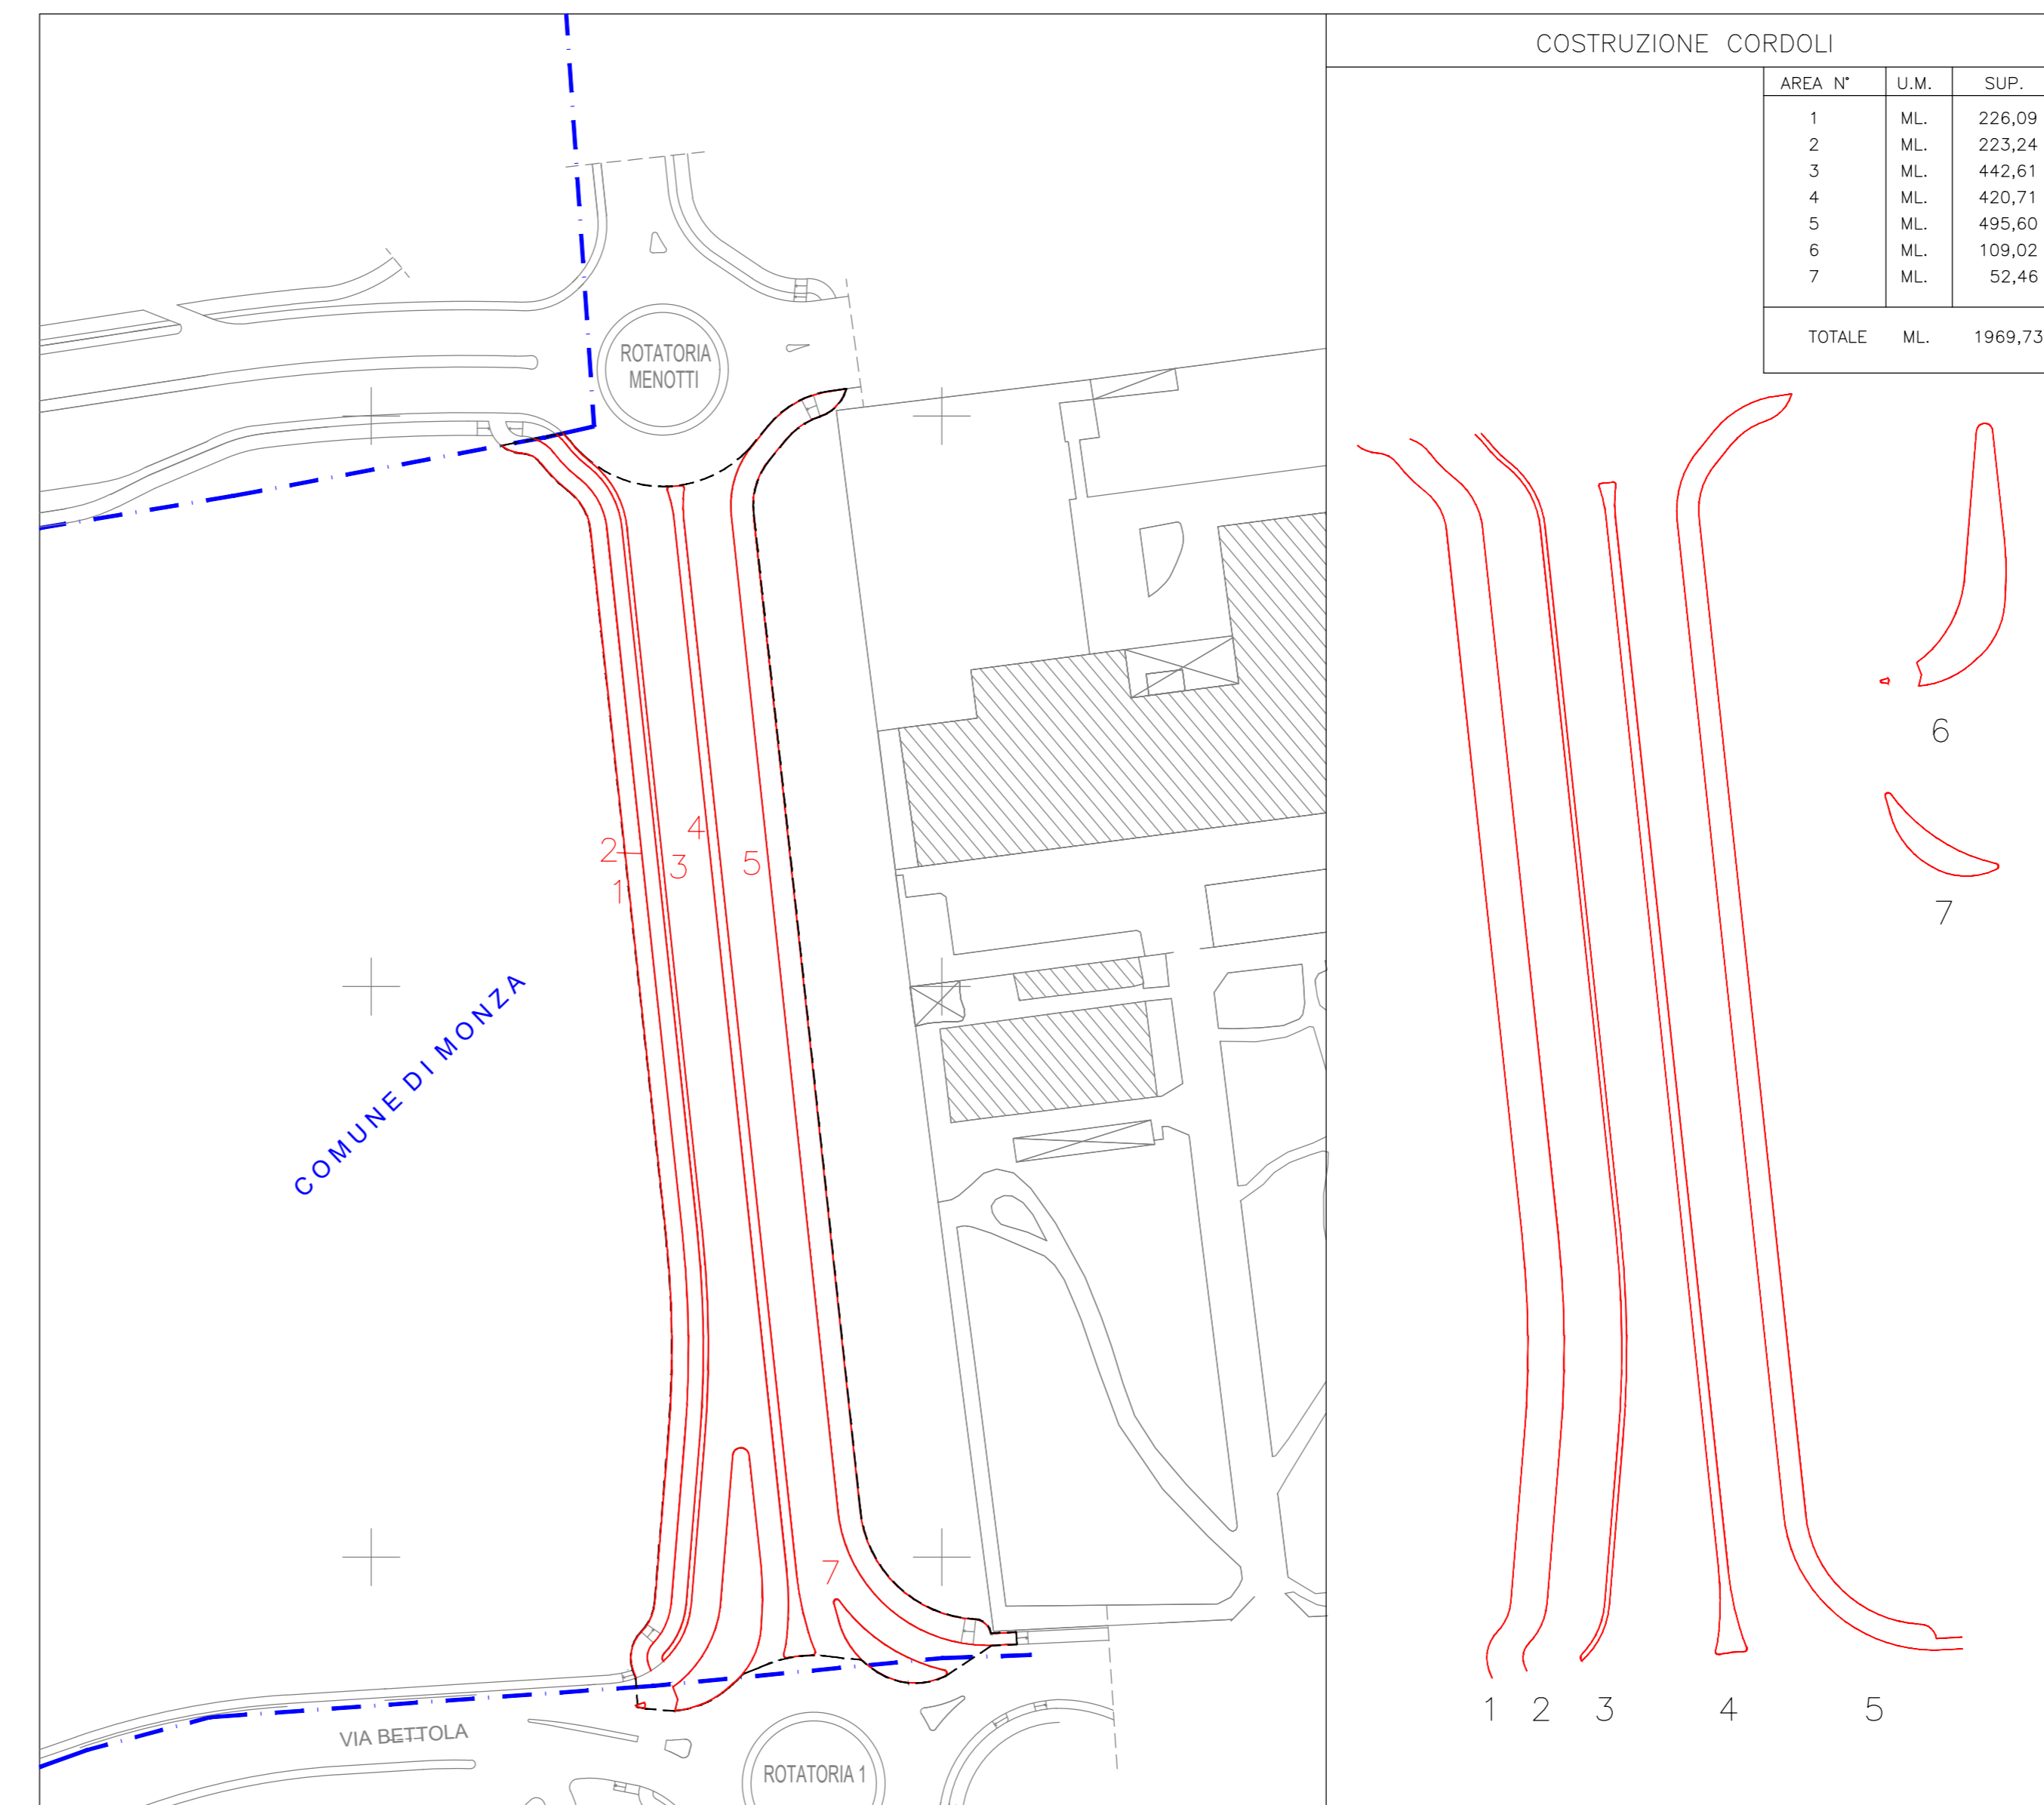 COSTRUZIONE CORDOLI
AREA N° U.M. SUP.
1 ML. 226,09
2 ML. 223,24
3 ML. 442,61
4 ML. 420,71
5 ML. 495,60
6 ML. 109,02
7 ML. 52,46
TOTALE ML. 1969,73
ROTATORIA
MENOTTI
4
2
3
5
1
COMUNE DI MONZA
7
VIA BETTOLA
ROTATORIA 1
6
7
1 2 3 4 5